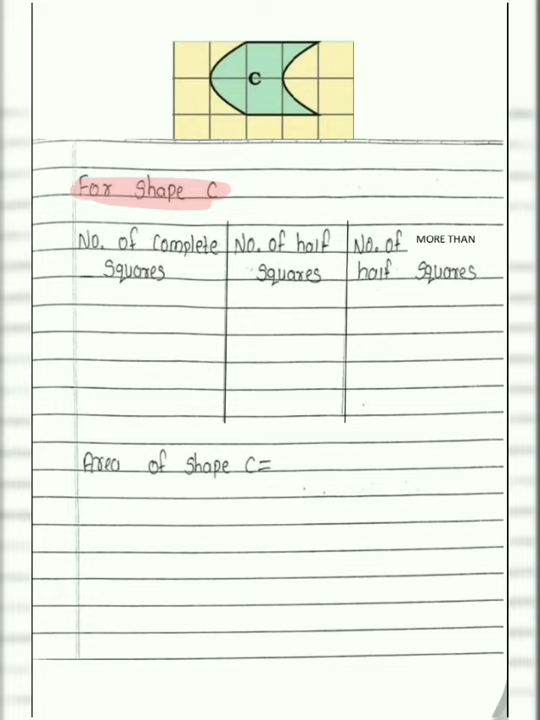 C
For Shape C
No. of Complete Squares
No. of half Squares
No. of MORE THAN half Squares
Area of Shape C=